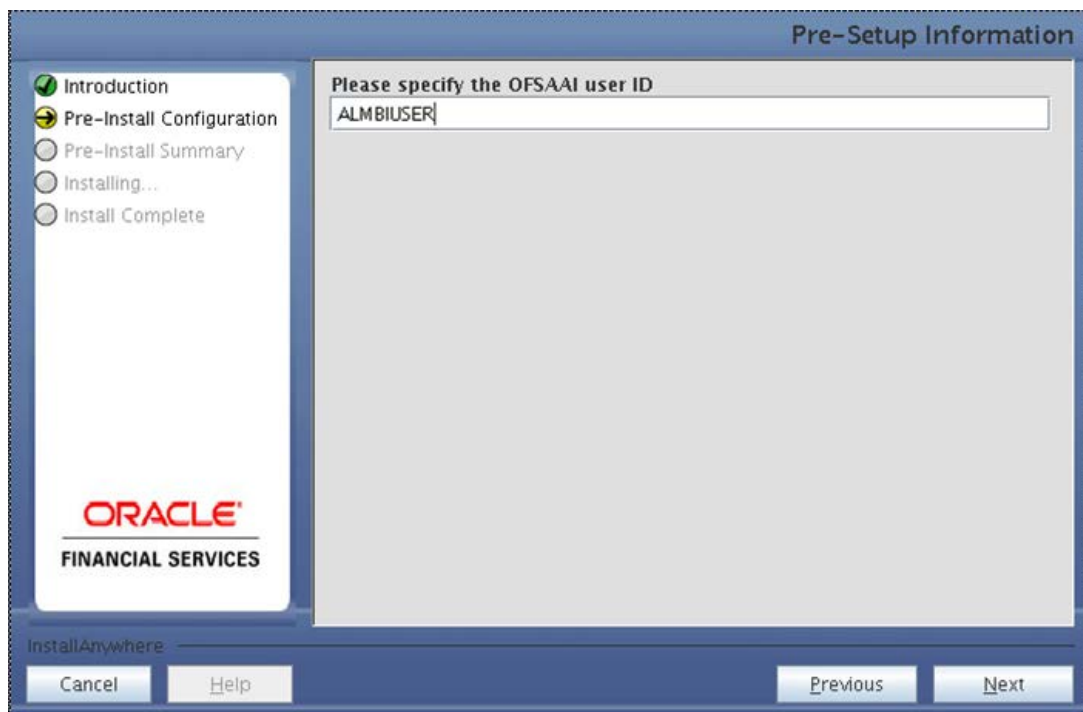 Pre-Setup Information
Introduction
Pre-Install Configuration
Pre-Install Summary
Installing...
Install Complete
Please specify the OFSAAI user ID
ALMBIUSER
ORACLE
FINANCIAL SERVICES
InstallAnywhere
Cancel
Help
Previous
Next